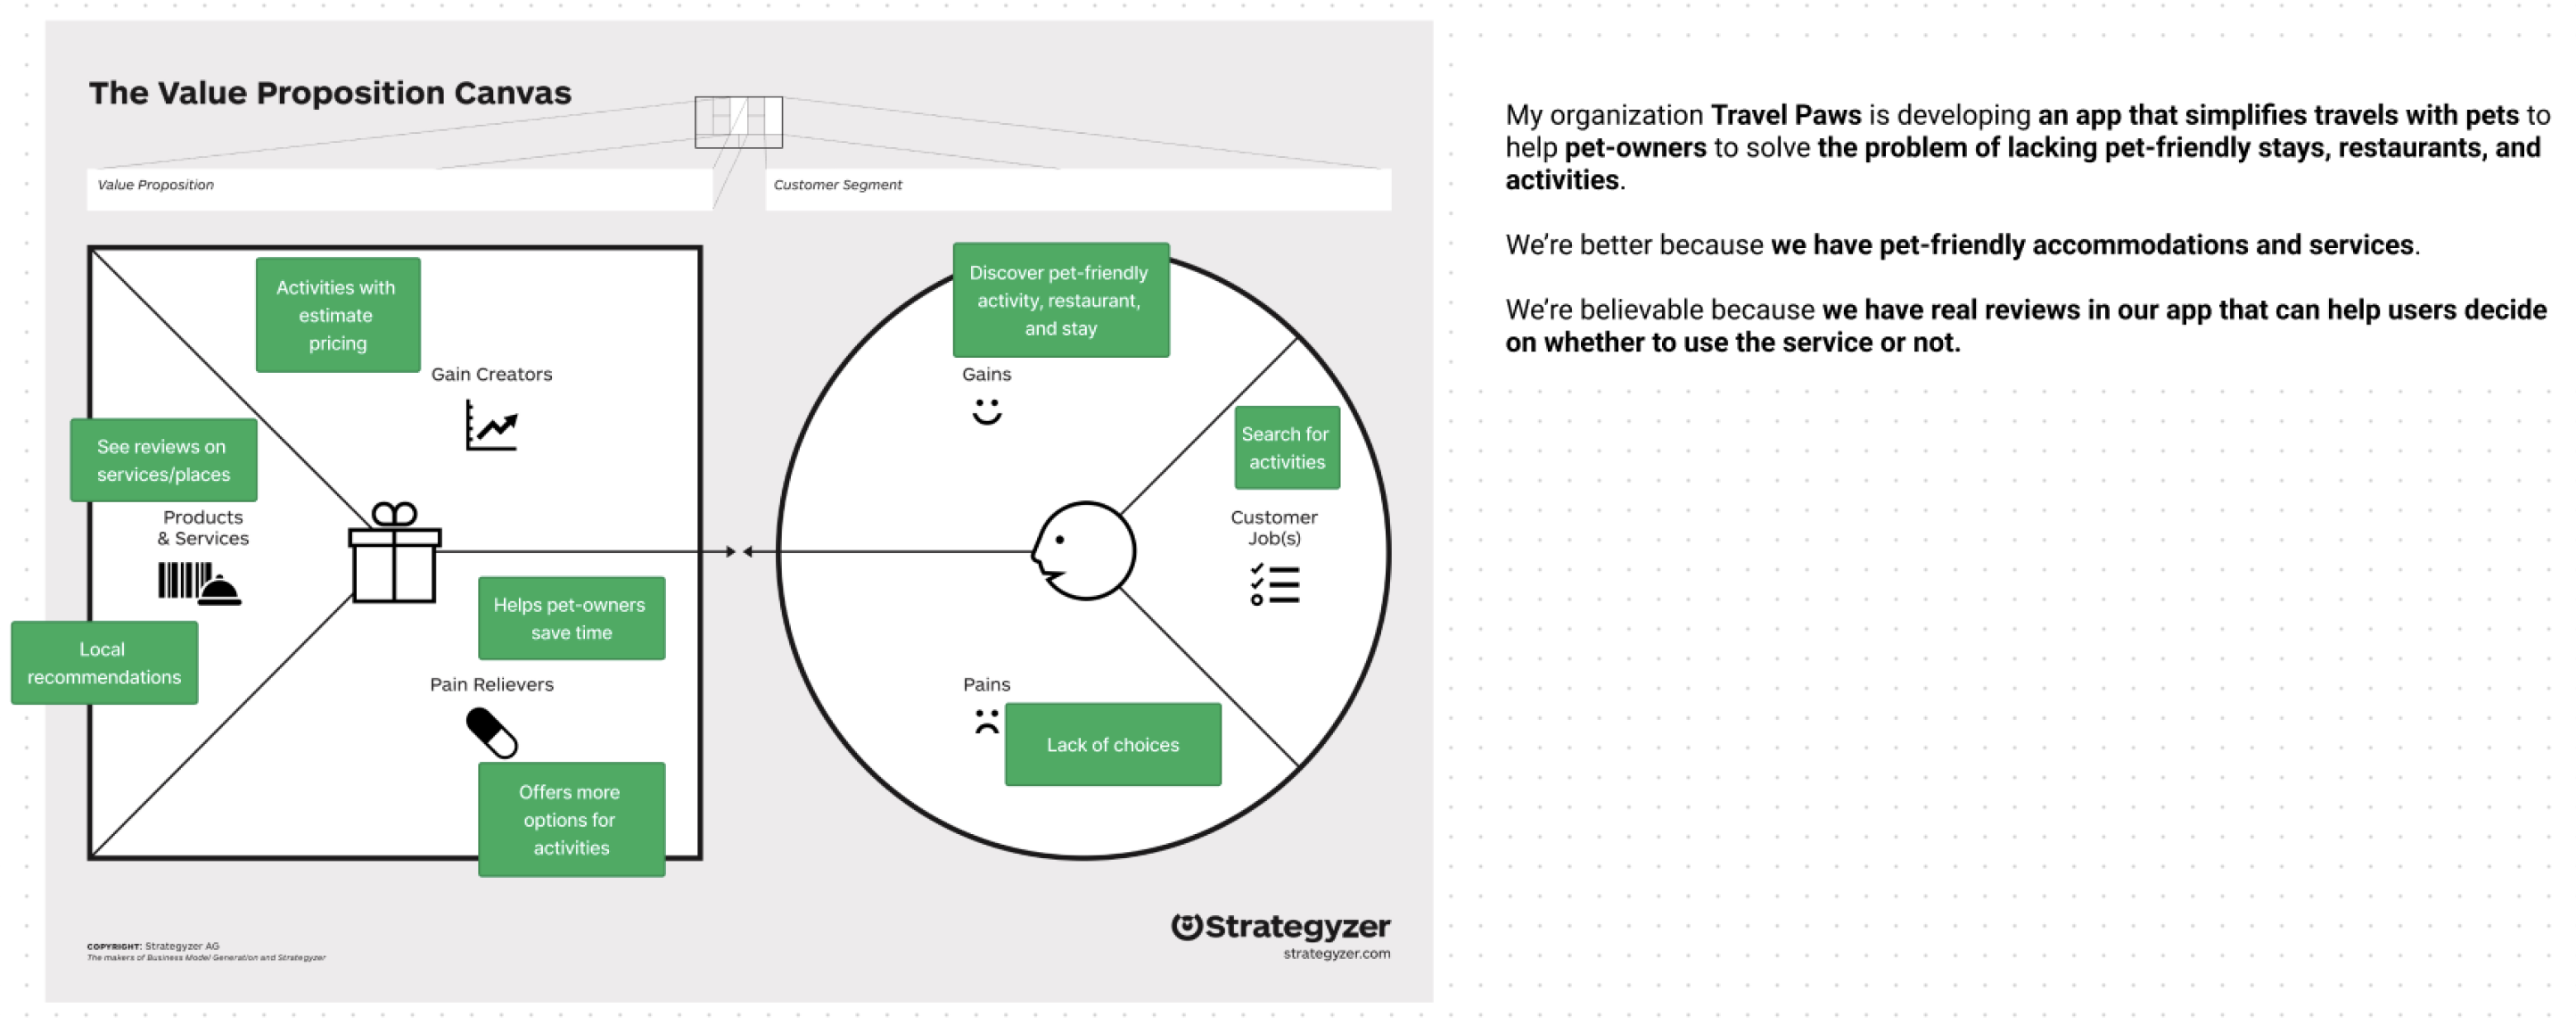 The Value Proposition Canvas
Value Proposition
Customer Segment
Activities with
estimate
pricing
Gain Creators
See reviews on
services/places
Products
& Services
Local
recommendations
Helps pet-owners
save time
Pain Relievers
Offers more
options for
activities
Discover pet-friendly
activity, restaurant,
and stay
Gains
Search for
activities
Customer
Job(s)
Pains
Lack of choices
COPYRIGHT: Strategyzer AG
The makers of Business Model Generation and Strategyzer
Strategyzer
strategyzer.com
My organization Travel Paws is developing an app that simplifies travels with pets to
help pet-owners to solve the problem of lacking pet-friendly stays, restaurants, and
activities.
We’re better because we have pet-friendly accommodations and services.
We’re believable because we have real reviews in our app that can help users decide
on whether to use the service or not.